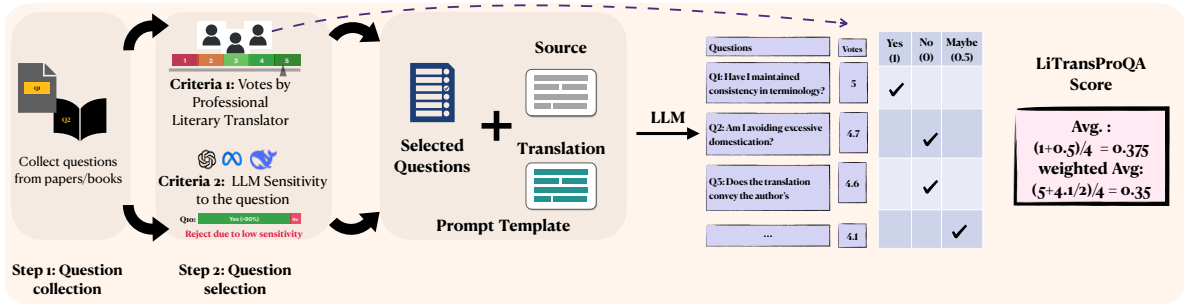 Q1
Q2
Collect questions
from papers/books
Step 1: Question
collection
1 2 3 4 5
Criteria 1: Votes by
Professional
Literary Translator
Criteria 2: LLM Sensitivity
to the question
Q10: Yes (>90%) No
Reject due to low sensitivity
Step 2: Question
selection
Source
Selected
Questions
+
Translation
Prompt Template
LLM
Questions Votes Yes No Maybe
(1) (0) (0.5)
Q1: Have I maintained
consistency in terminology?
5
Q2: Am I avoiding excessive
domestication?
4.7
Q3: Does the translation
convey the author's
4.6
...
4.1
LiTransProQA
Score
Avg. :
(1+0.5)/4 = 0.375
weighted Avg:
(5+4.1/2)/4 = 0.35